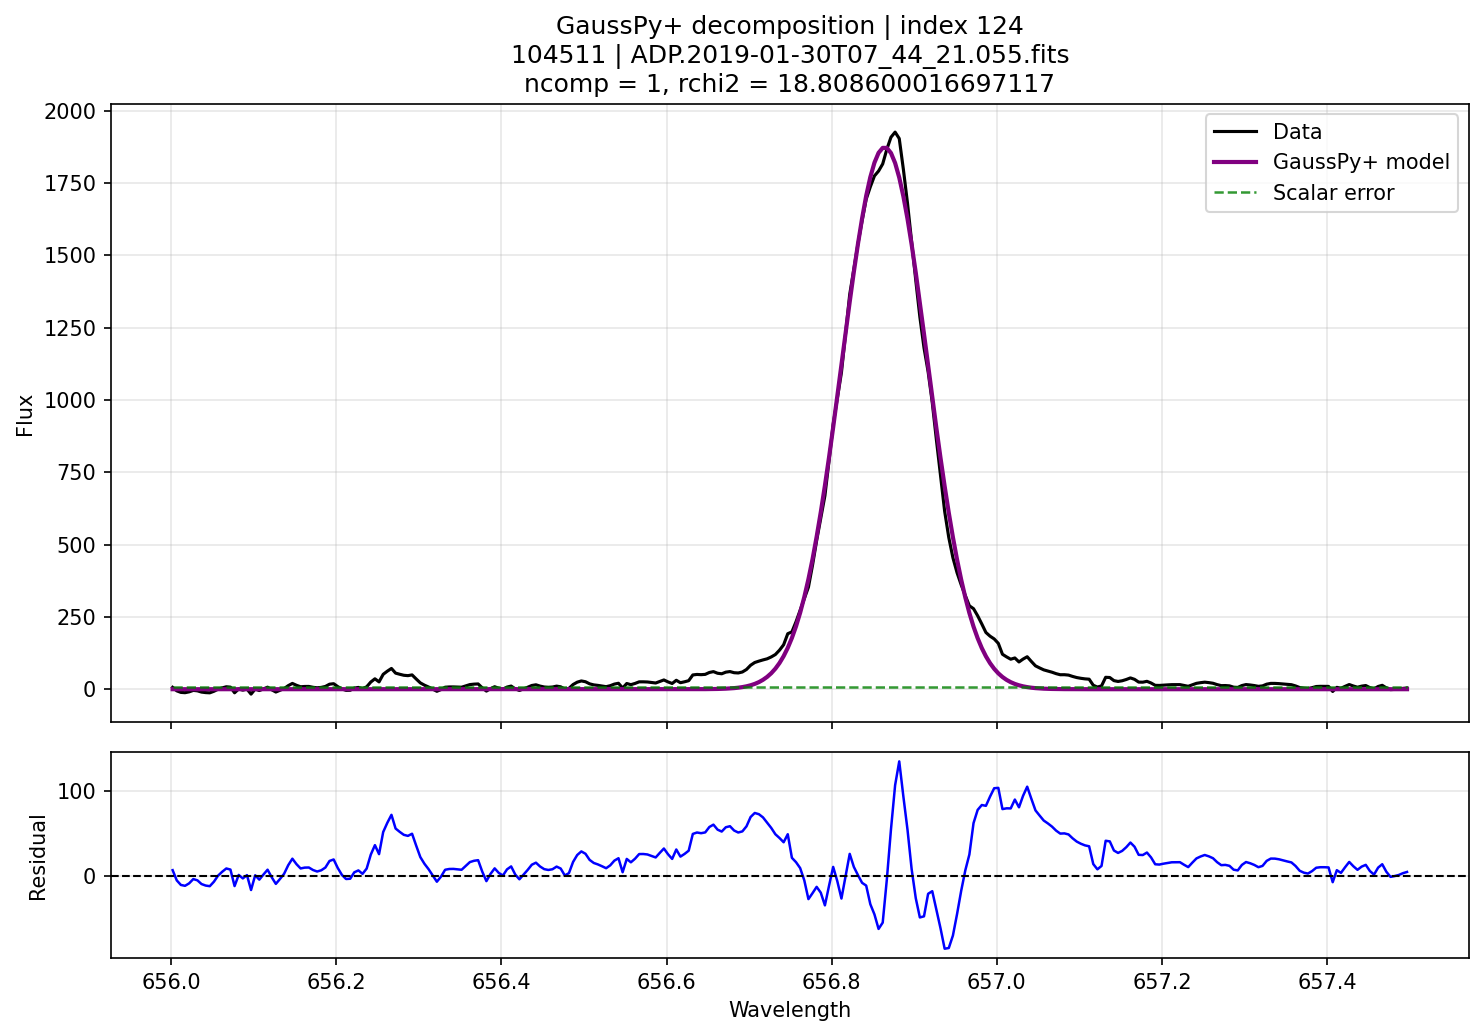 GaussPy+ decomposition | index 124
104511 | ADP.2019-01-30T07_44_21.055.fits
ncomp = 1, rchi2 = 18.808600016697117
2000
1750
1500
1250
1000
750
500
250
0
Flux
Data
GaussPy+ model
Scalar error
100
0
Residual
656.0
656.2
656.4
656.6
656.8
657.0
657.2
657.4
Wavelength